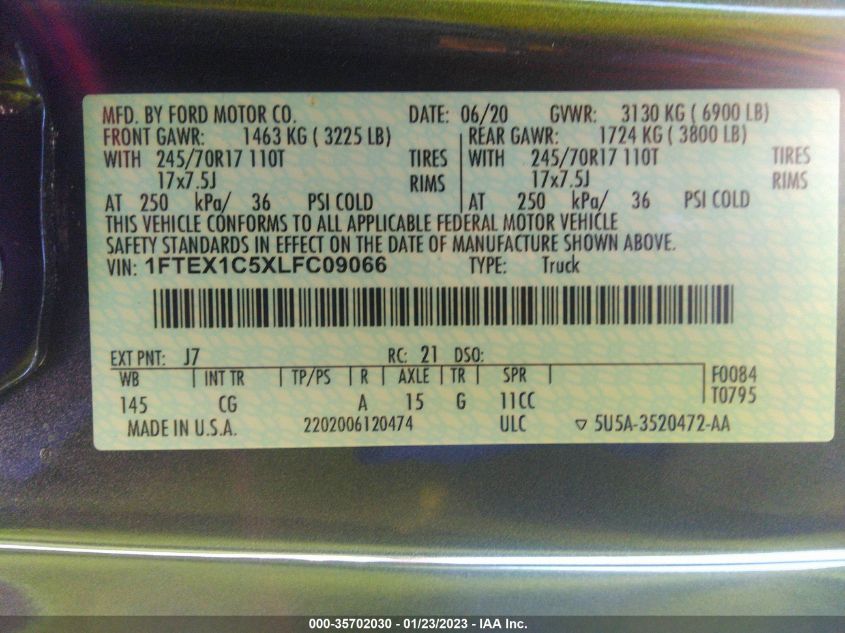 MFD. BY FORD MOTOR CO. DATE: 06/20 GVWR: 3130 KG ( 6900 LB)
FRONT GAWR: 1463 KG ( 3225 LB) REAR GAWR: 1724 KG ( 3800 LB)
WITH 245/70R17 110T TIRES WITH 245/70R17 110T TIRES
17x7.5J RIMS 17x7.5J RIMS
AT 250 kPa/ 36 PSI COLD AT 250 kPa/ 36 PSI COLD
THIS VEHICLE CONFORMS TO ALL APPLICABLE FEDERAL MOTOR VEHICLE
SAFETY STANDARDS IN EFFECT ON THE DATE OF MANUFACTURE SHOWN ABOVE.
VIN: 1FTEX1C5XLFC09066 TYPE: Truck
EXT PNT: J7 RC: 21 DSO:
WB INT TR TP/PS R AXLE TR SPR F0084
145 CG A 15 G 11CC T0795
MADE IN U.S.A. 2202006120474 ULC ▽ 5U5A-3520472-AA
000-35702030 - 01/23/2023 - IAA Inc.